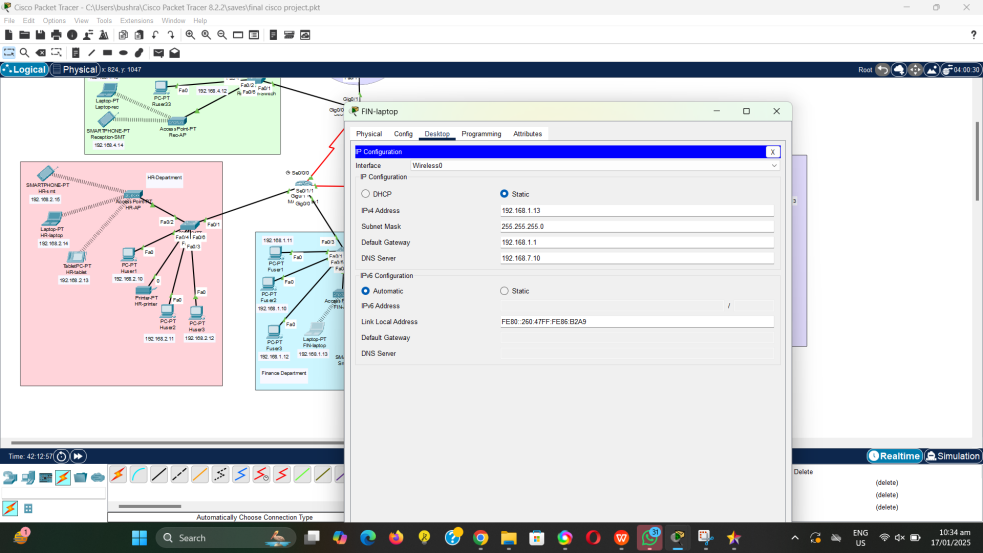 Cisco Packet Tracer - C:\Users\bushra\Cisco Packet Tracer 8.2.2\saves\final cisco project.pkt
File Edit Options View Tools Extensions Window Help
?
Logical Physical x: 824, y: 1047
Root 04:00:30
Laptop-PT
Laptop-rec
SMARTPHONE-PT
Reception-SMT
192.168.4.14
Fa0
PC-PT
Ruser33
192.168.4.12
Fa0/1
AccessPoint-PT
Rec-AP
Gig0/1
SMARTPHONE-PT
HR-smt
192.168.2.15
HR-Department
AccessPoint-PT
HR-AP
Laptop-PT
HR-laptop
192.168.2.14
Fa0/2
Fa0/1
Fa0/3
TabletPC-PT
HR-tablet
192.168.2.13
Fa0
PC-PT
Huser1
192.168.2.10
Printer-PT
HR-printer
Fa0
PC-PT
Huser2
192.168.2.11
Fa0
PC-PT
Huser3
192.168.2.12
Se0/0/0
Se0/1/1
192.168.1.11
Fa0/3
Fa0/1
PC-PT
Fuser1
Fa0
PC-PT
Fuser2
192.168.1.10
Fa0
Fa0
PC-PT
Fuser3
192.168.1.12
Laptop-PT
FIN-laptop
192.168.1.13
Finance Department
FIN-laptop
Physical Config Desktop Programming Attributes
IP Configuration X
Interface Wireless0
IP Configuration
DHCP Static
IPv4 Address 192.168.1.13
Subnet Mask 255.255.255.0
Default Gateway 192.168.1.1
DNS Server 192.168.7.10
IPv6 Configuration
Automatic Static
IPv6 Address /
Link Local Address FE80::260:47FF:FE86:B2A9
Default Gateway
DNS Server
Time: 42:12:57
Realtime Simulation
Automatically Choose Connection Type
Delete
(delete)
(delete)
(delete)
Search
ENG
US
10:34 am
17/01/2025